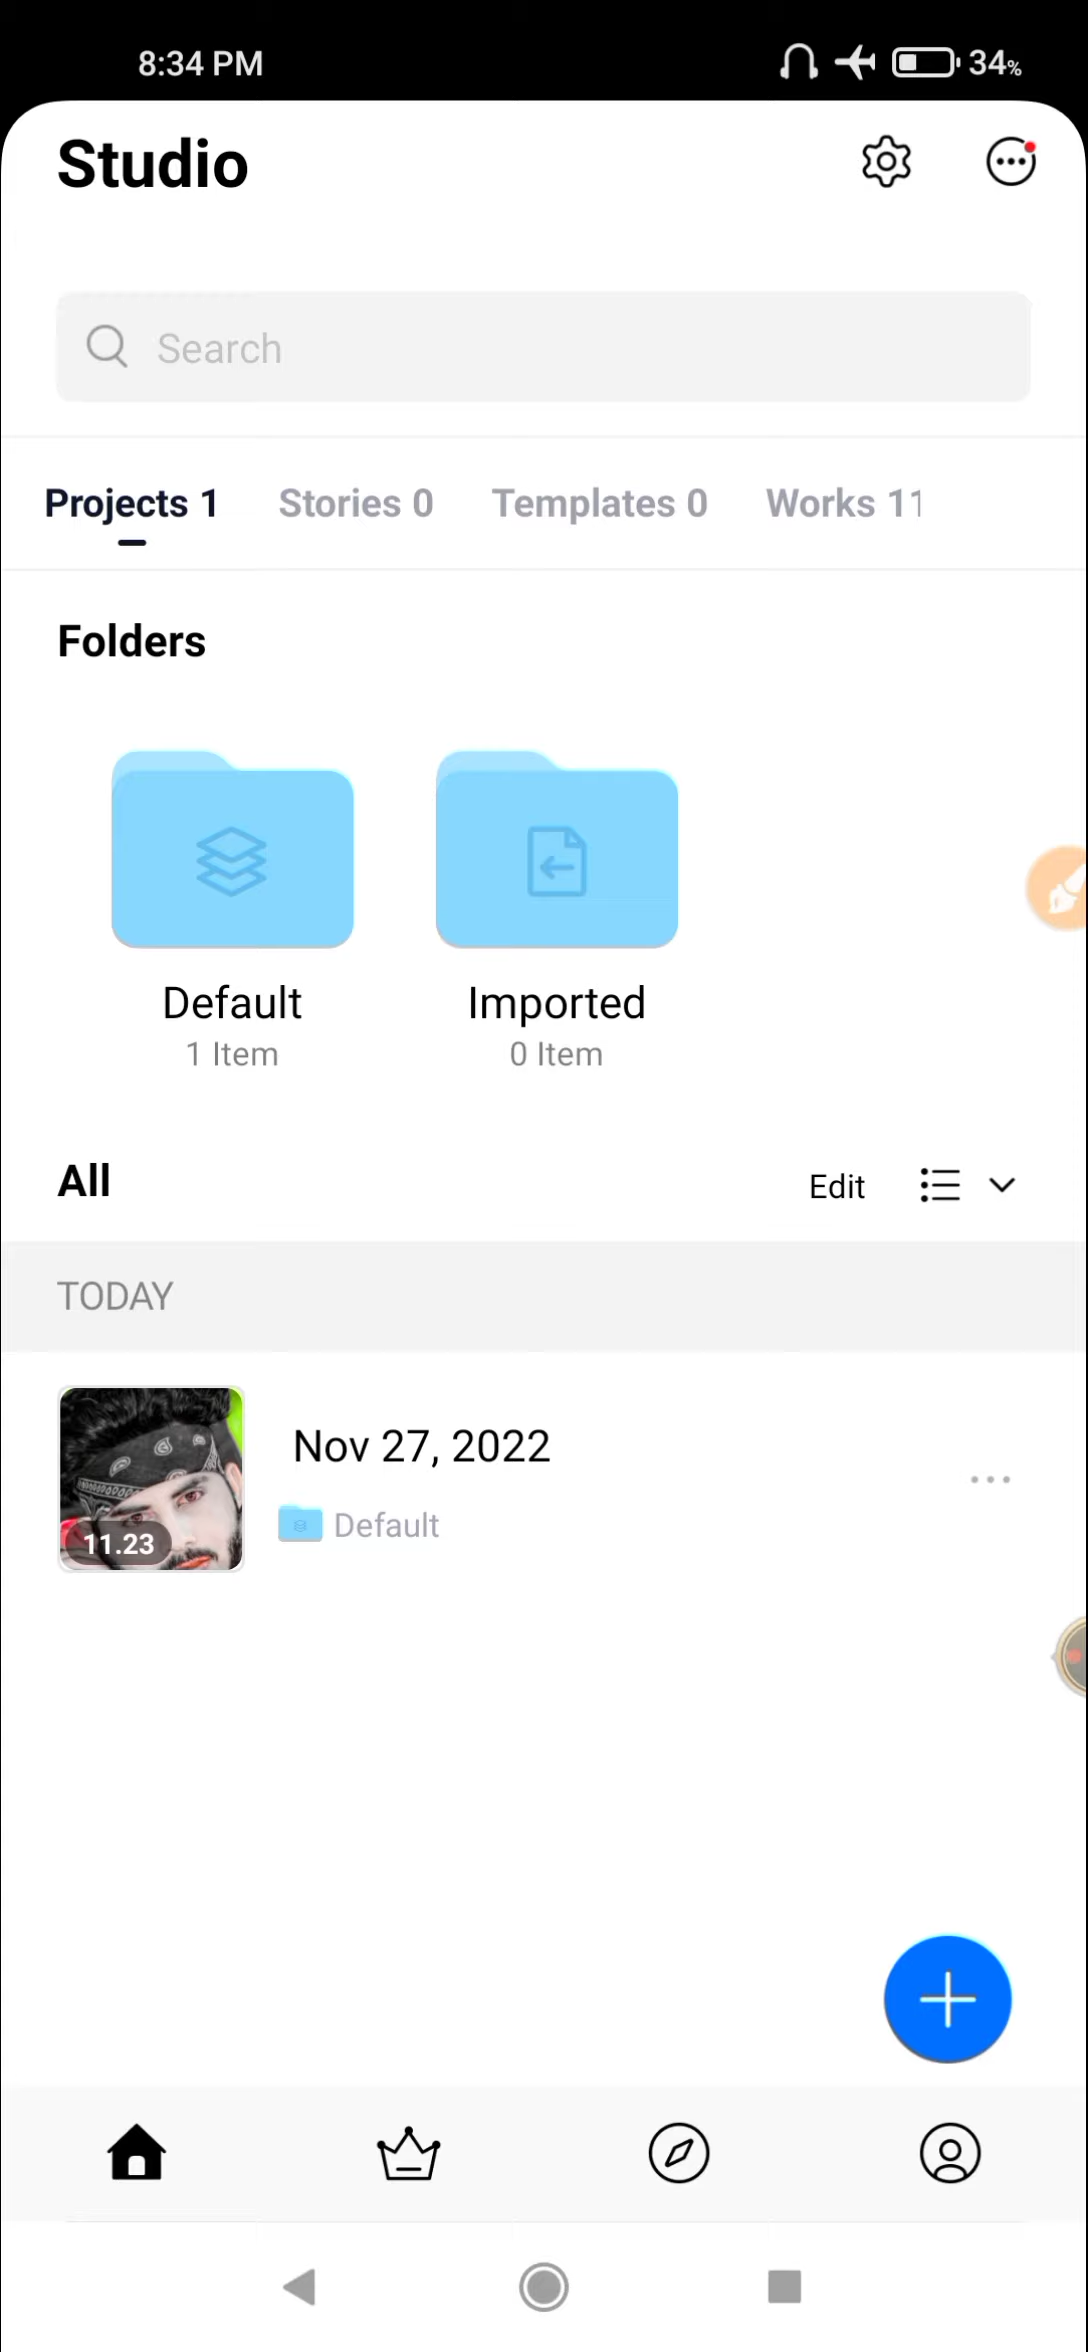 8:34 PM 34%
Studio
Search
Projects 1 Stories 0 Templates 0 Works 11
Folders
Default Imported
1 Item 0 Item
All Edit
TODAY
Nov 27, 2022
11.23 Default